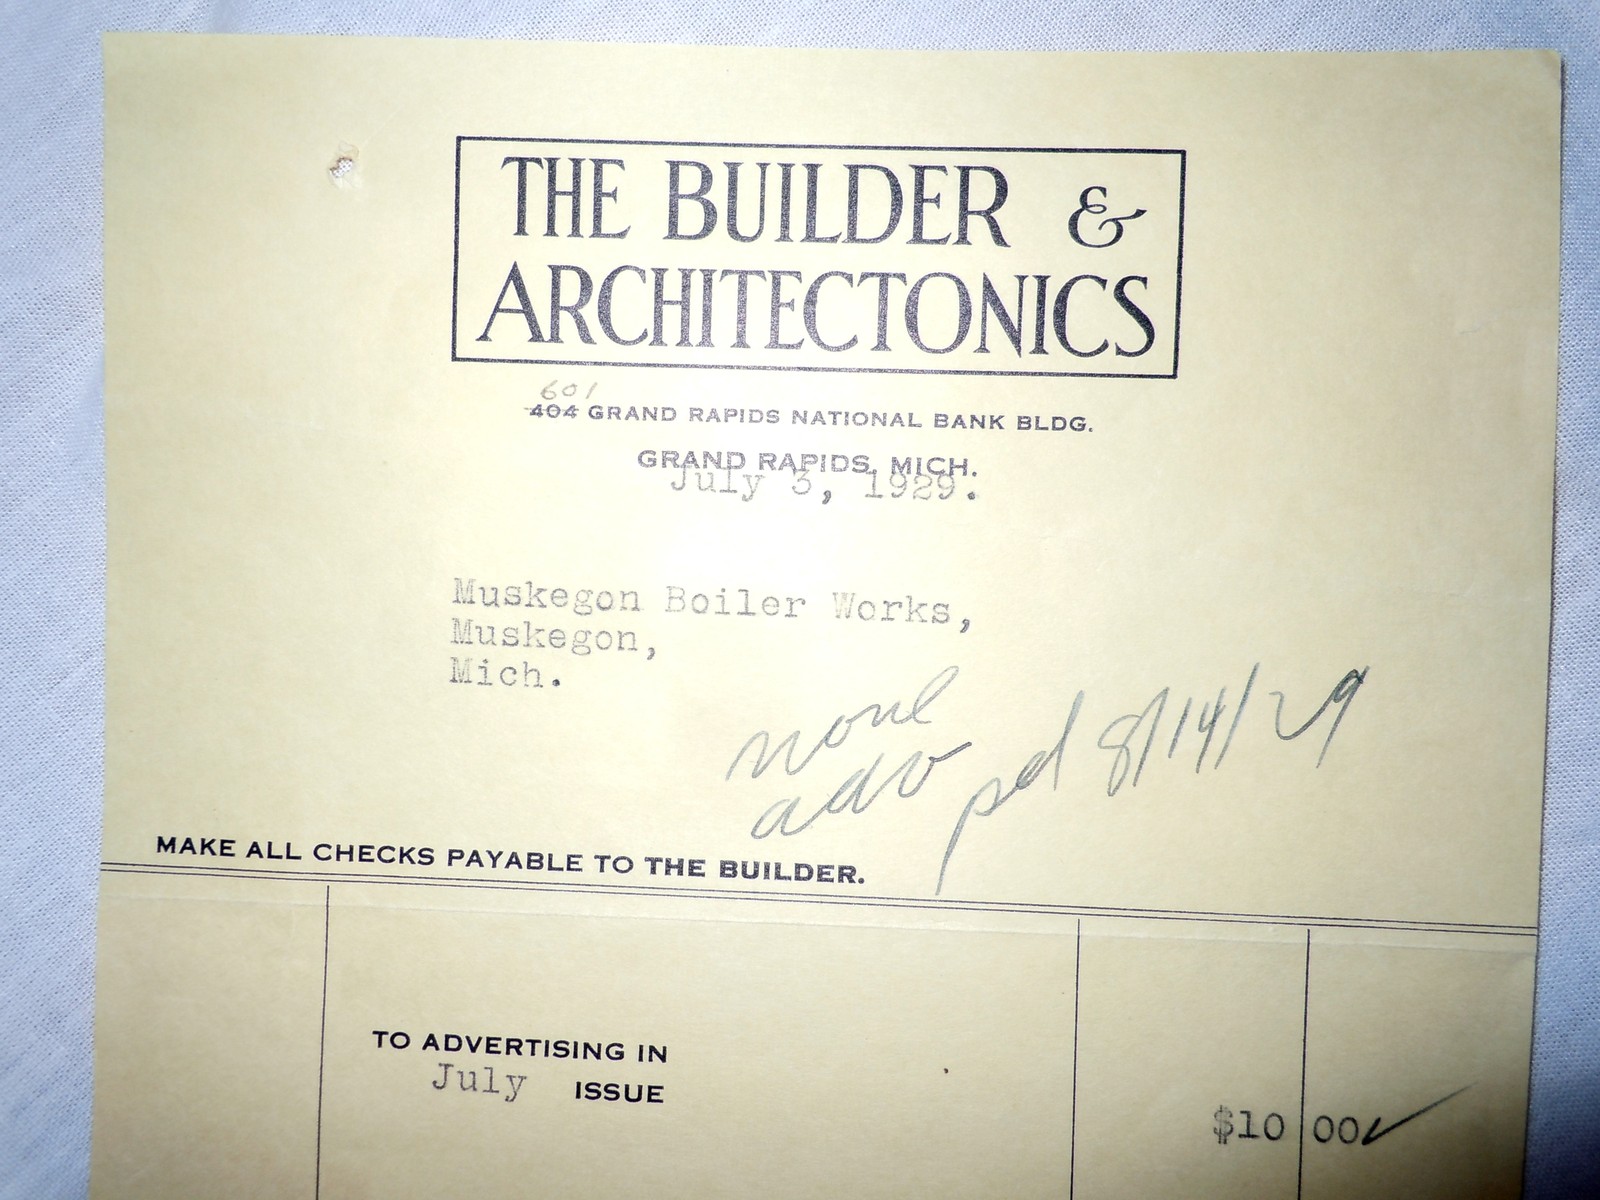 THE BUILDER &
ARCHITECTONICS
601
404 GRAND RAPIDS NATIONAL BANK BLDG.
GRAND RAPIDS, MICH.
July 3, 1929.
Muskegon Boiler Works,
Muskegon,
Mich.
none
adv pd 8/14/29
MAKE ALL CHECKS PAYABLE TO THE BUILDER.
TO ADVERTISING IN
July ISSUE
$10 00✓